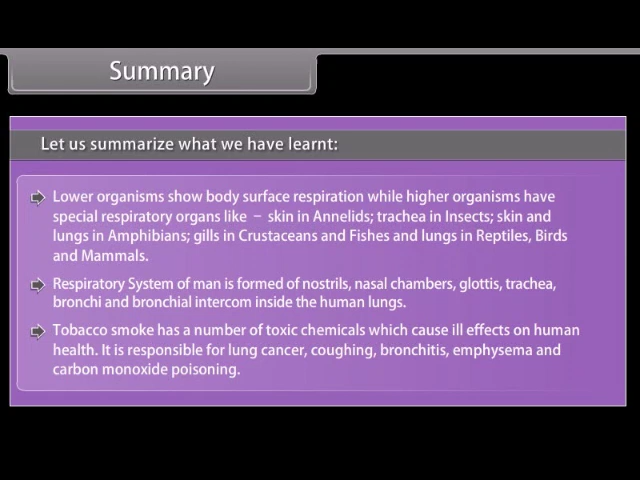 Summary
Let us summarize what we have learnt:
Lower organisms show body surface respiration while higher organisms have
special respiratory organs like – skin in Annelids; trachea in Insects; skin and
lungs in Amphibians; gills in Crustaceans and Fishes and lungs in Reptiles, Birds
and Mammals.
Respiratory System of man is formed of nostrils, nasal chambers, glottis, trachea,
bronchi and bronchial intercom inside the human lungs.
Tobacco smoke has a number of toxic chemicals which cause ill effects on human
health. It is responsible for lung cancer, coughing, bronchitis, emphysema and
carbon monoxide poisoning.